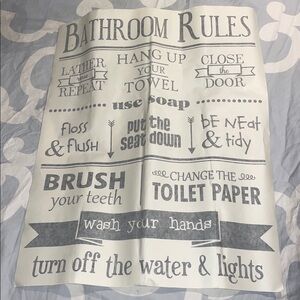 BATHROOM RULES
LATHER
then
REPEAT
HANG UP
YOUR
TOWEL
CLOSE
the
DOOR
use soap
floss
& flush
put the
seat down
be neat
& tidy
BRUSH
your teeth
CHANGE THE
TOILET PAPER
wash your hands
turn off the water & lights